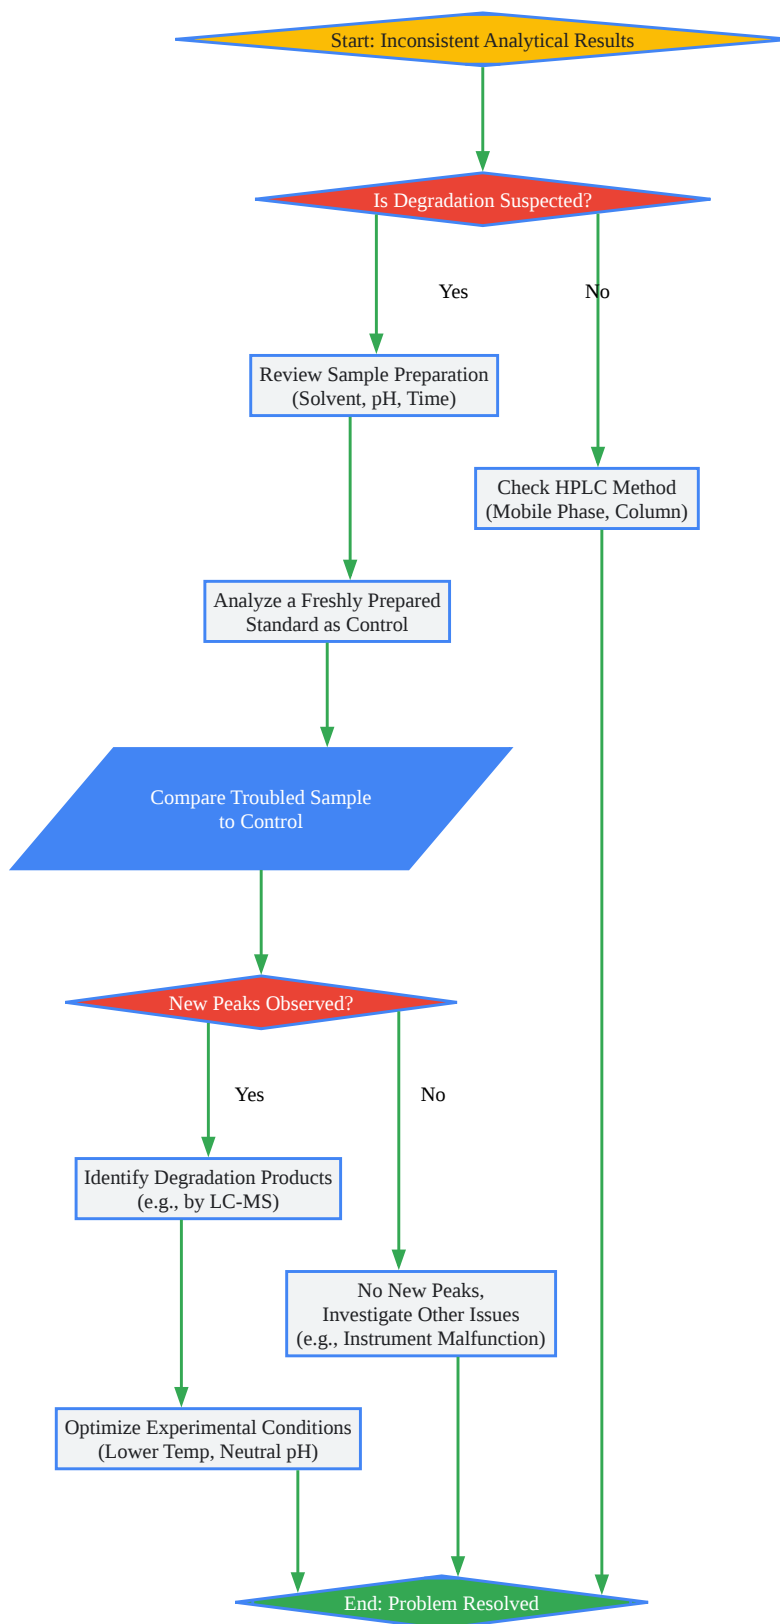 Start: Inconsistent Analytical Results
Is Degradation Suspected?
Yes
No
Review Sample Preparation
(Solvent, pH, Time)
Check HPLC Method
(Mobile Phase, Column)
Analyze a Freshly Prepared
Standard as Control
Compare Troubled Sample
to Control
New Peaks Observed?
Yes
No
Identify Degradation Products
(e.g., by LC-MS)
No New Peaks,
Investigate Other Issues
(e.g., Instrument Malfunction)
Optimize Experimental Conditions
(Lower Temp, Neutral pH)
End: Problem Resolved